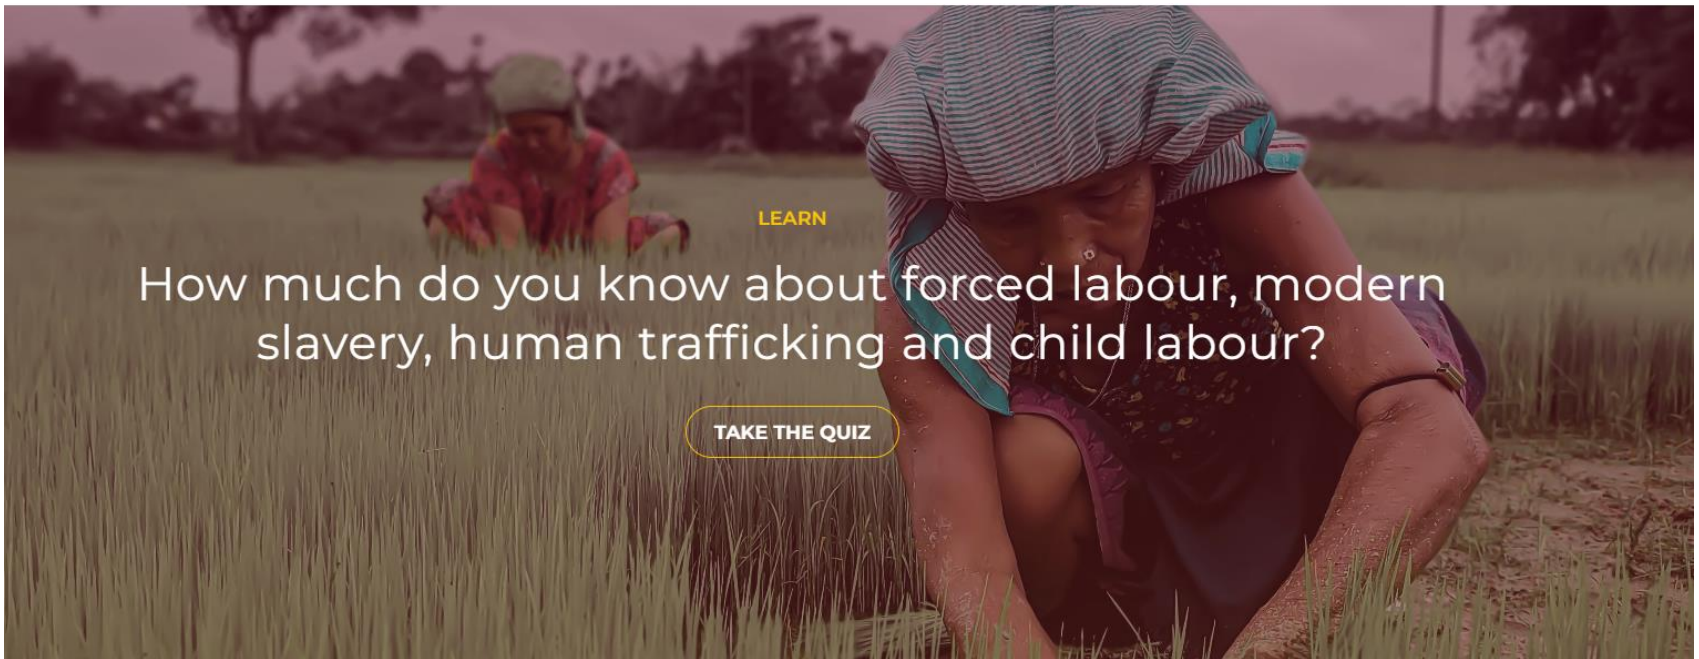 LEARN
How much do you know about forced labour, modern
slavery, human trafficking and child labour?
TAKE THE QUIZ